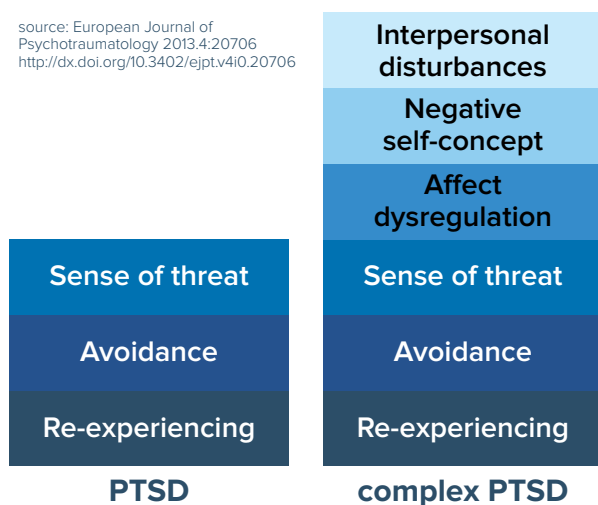 source: European Journal of
Psychotraumatology 2013.4:20706
http://dx.doi.org/10.3402/ejpt.v4i0.20706
Sense of threat
Avoidance
Re-experiencing
PTSD
Interpersonal
disturbances
Negative
self-concept
Affect
dysregulation
Sense of threat
Avoidance
Re-experiencing
complex PTSD